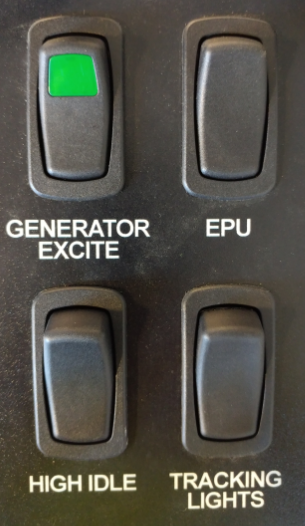 GENERATOR
EXCITE
EPU
HIGH IDLE
TRACKING
LIGHTS